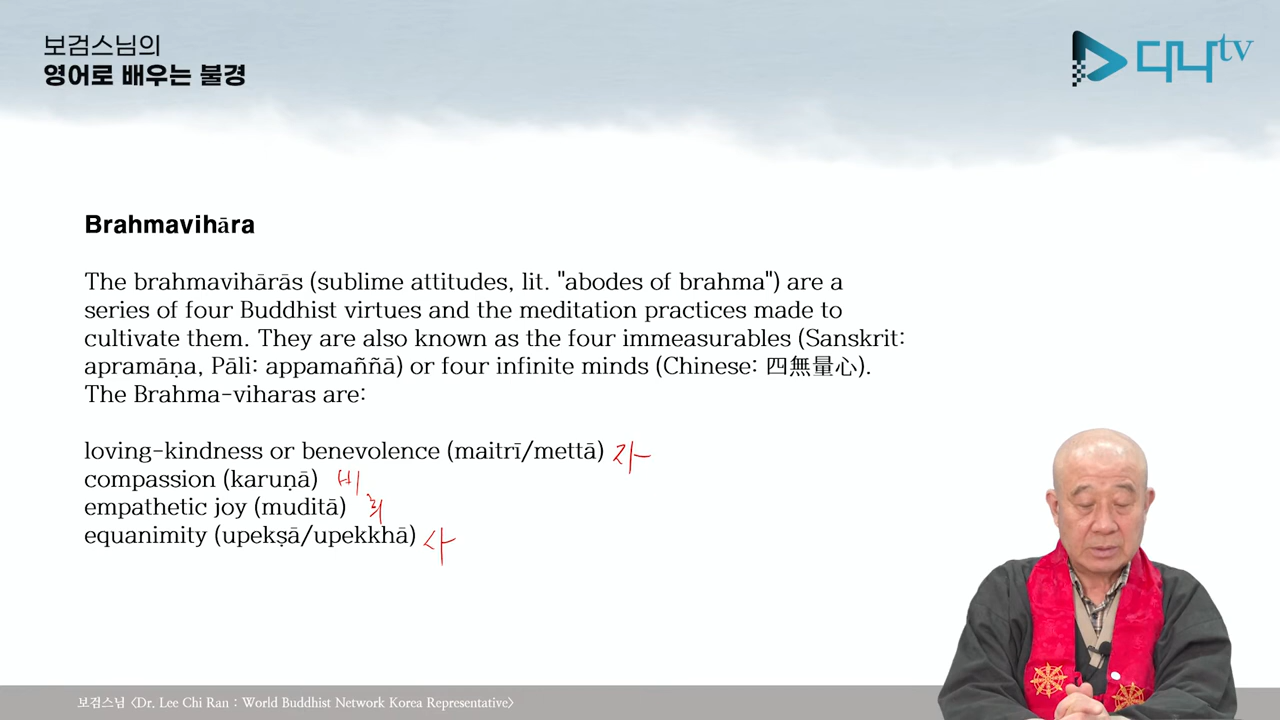 보검스님의
영어로 배우는 불경
다나tv
Brahmavihāra
The brahmavihārās (sublime attitudes, lit. "abodes of brahma") are a
series of four Buddhist virtues and the meditation practices made to
cultivate them. They are also known as the four immeasurables (Sanskrit:
apramāṇa, Pāli: appamaññā) or four infinite minds (Chinese: 四無量心).
The Brahma-viharas are:
loving-kindness or benevolence (maitrī/mettā) 자
compassion (karuṇā) 비
empathetic joy (muditā) 희
equanimity (upekṣā/upekkhā) 사
보검스님 <Dr. Lee Chi Ran : World Buddhist Network Korea Representative>